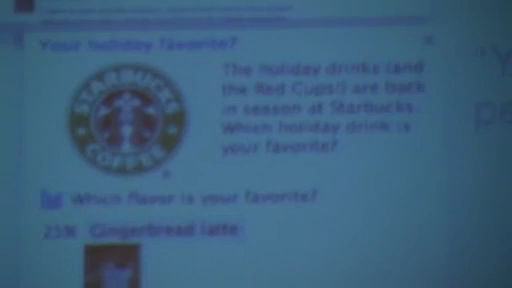 Your holiday favorite?
STARBUCKS
COFFEE
The holiday drinks (and
the Red Cups!) are back
in season at Starbucks.
Which holiday drink is
your favorite?
Which flavor is your favorite?
25% Gingerbread latte